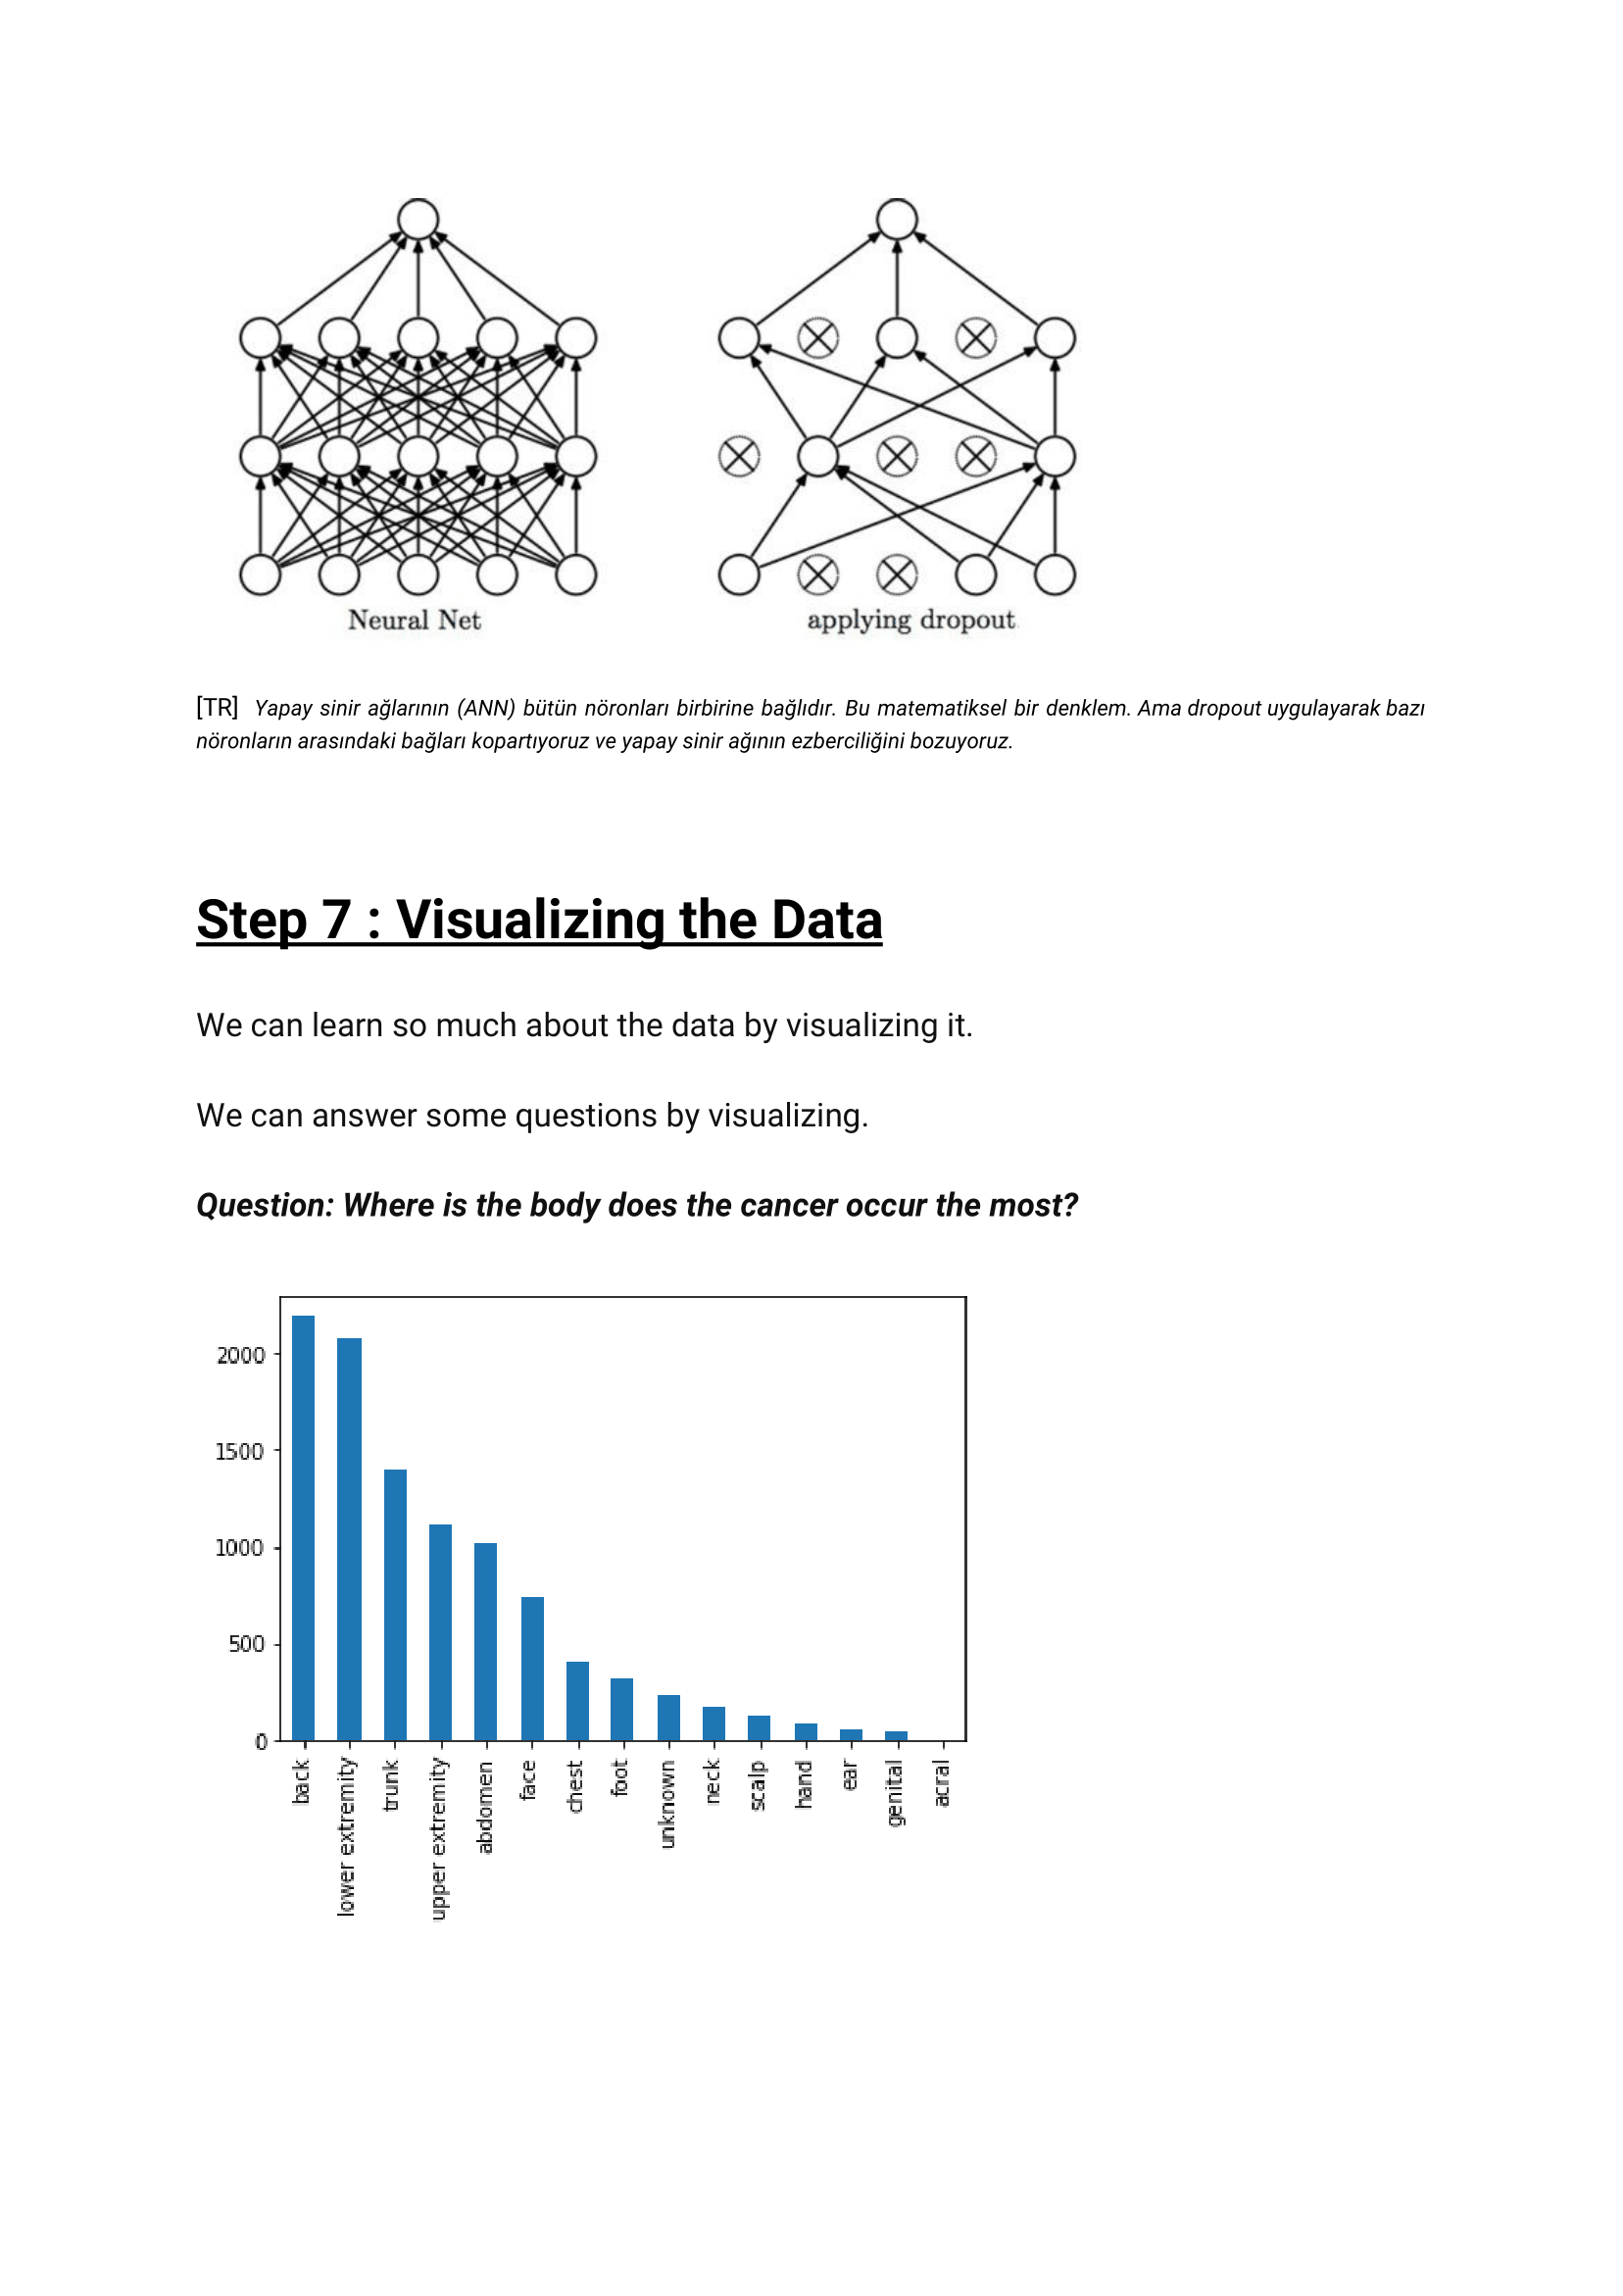 Neural Net
applying dropout
[TR] Yapay sinir ağlarının (ANN) bütün nöronları birbirine bağlıdır. Bu matematiksel bir denklem. Ama dropout uygulayarak bazı
nöronların arasındaki bağları kopartıyoruz ve yapay sinir ağının ezberciliğini bozuyoruz.
Step 7 : Visualizing the Data
We can learn so much about the data by visualizing it.
We can answer some questions by visualizing.
Question: Where is the body does the cancer occur the most?
2000
1500
1000
500
0
back
lower extremity
trunk
upper extremity
abdomen
face
chest
foot
unknown
neck
scalp
hand
ear
genital
acral